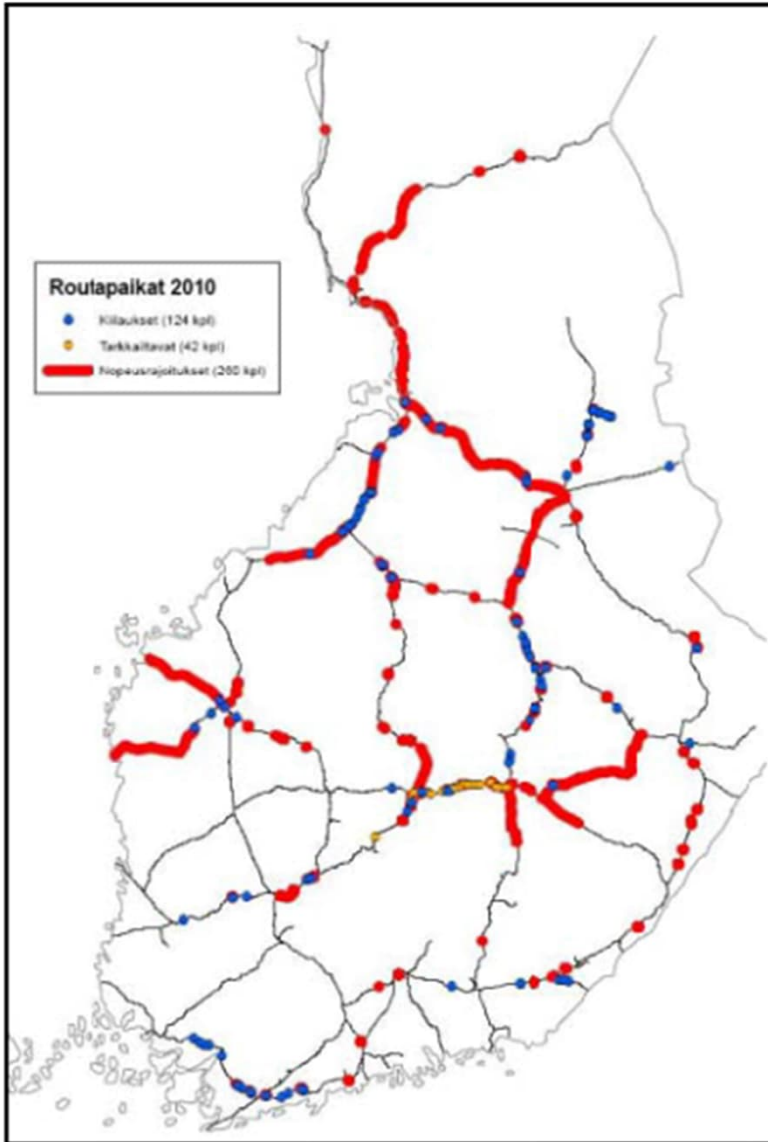 Routapaikat 2010
Kiilaukset (124 kpl)
Tarkkailtavat (42 kpl)
Nopeusrajoitukset (260 kpl)